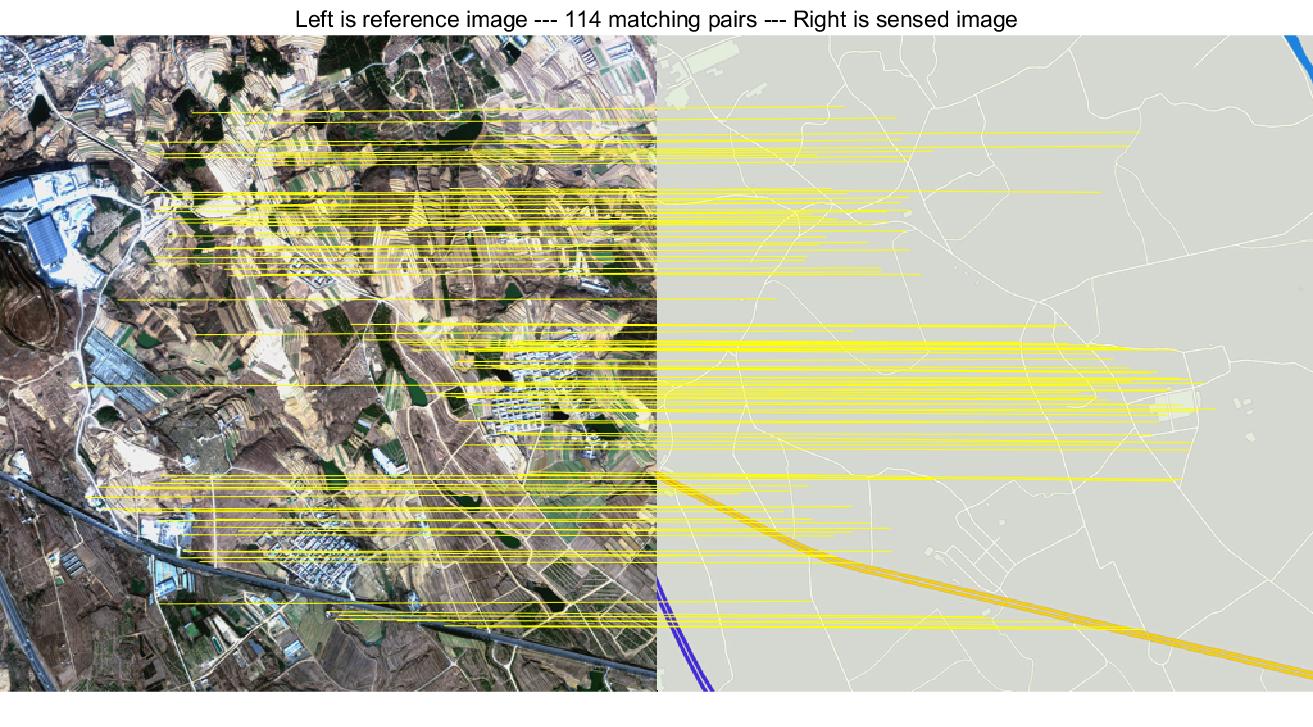 Left is reference image --- 114 matching pairs --- Right is sensed image